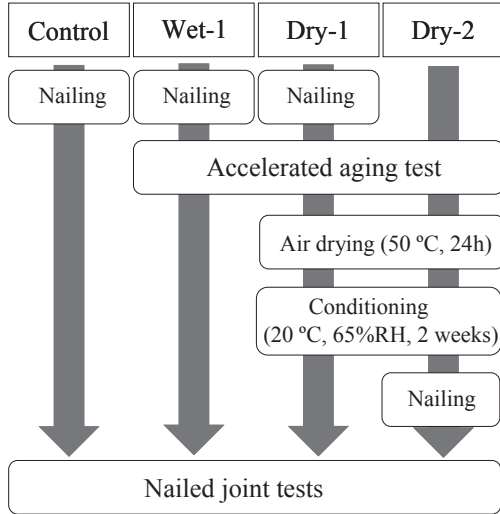 Control Wet-1 Dry-1 Dry-2
Nailing Nailing Nailing
Accelerated aging test
Air drying (50 ºC, 24h)
Conditioning
(20 ºC, 65%RH, 2 weeks)
Nailing
Nailed joint tests